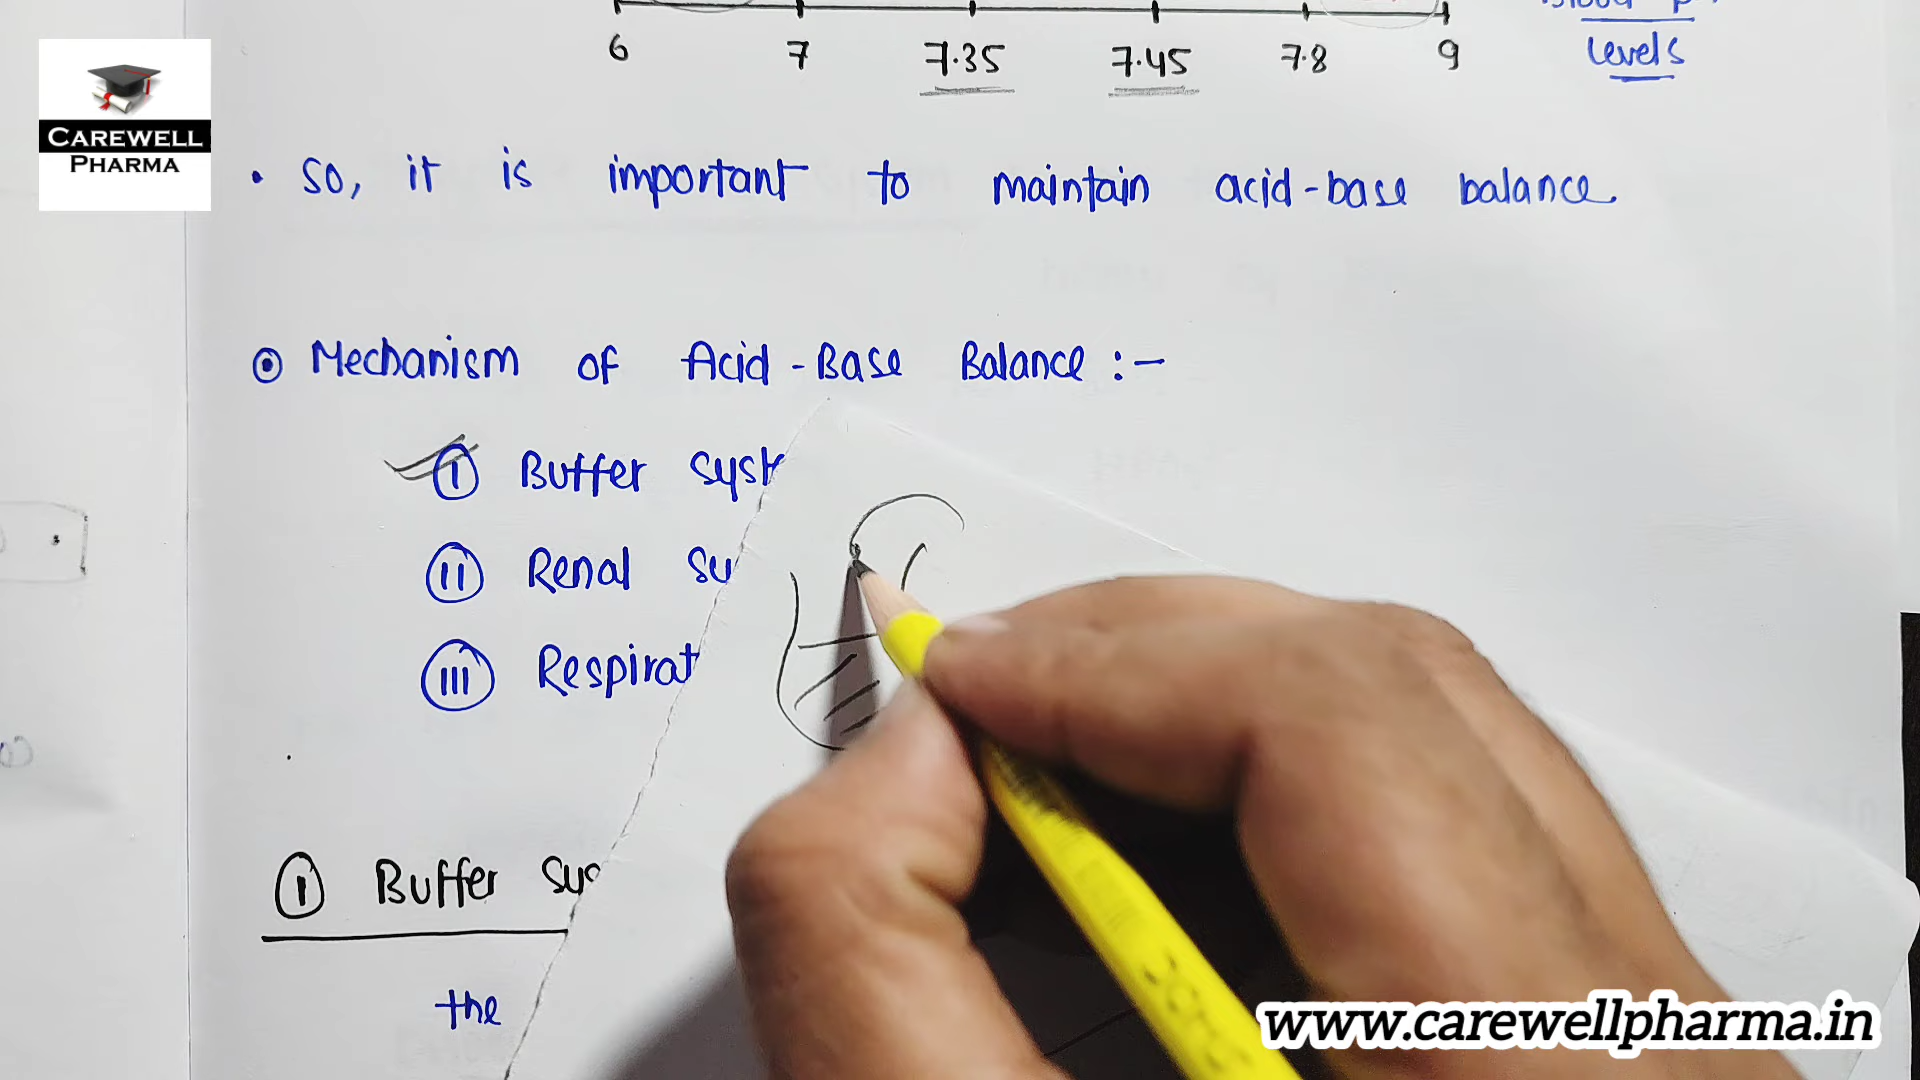 6 7 7.35 7.45 7.8 9
levels
CAREWELL
PHARMA
• So, it is important to maintain acid-base balance.
Mechanism of Acid-Base Balance :-
I Buffer syst
II Renal
III Respirat
1 Buffer sys
the
www.carewellpharma.in